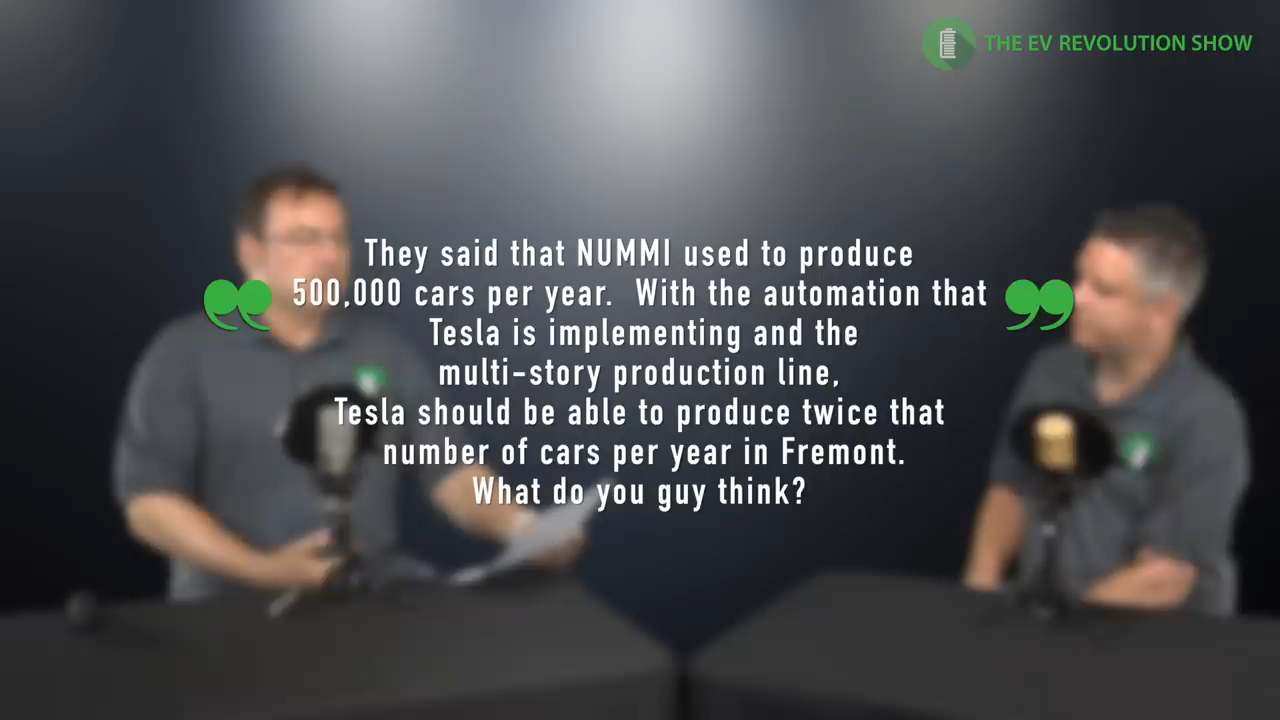 THE EV REVOLUTION SHOW
They said that NUMMI used to produce
500,000 cars per year. With the automation that
Tesla is implementing and the
multi-story production line,
Tesla should be able to produce twice that
number of cars per year in Fremont.
What do you guy think?